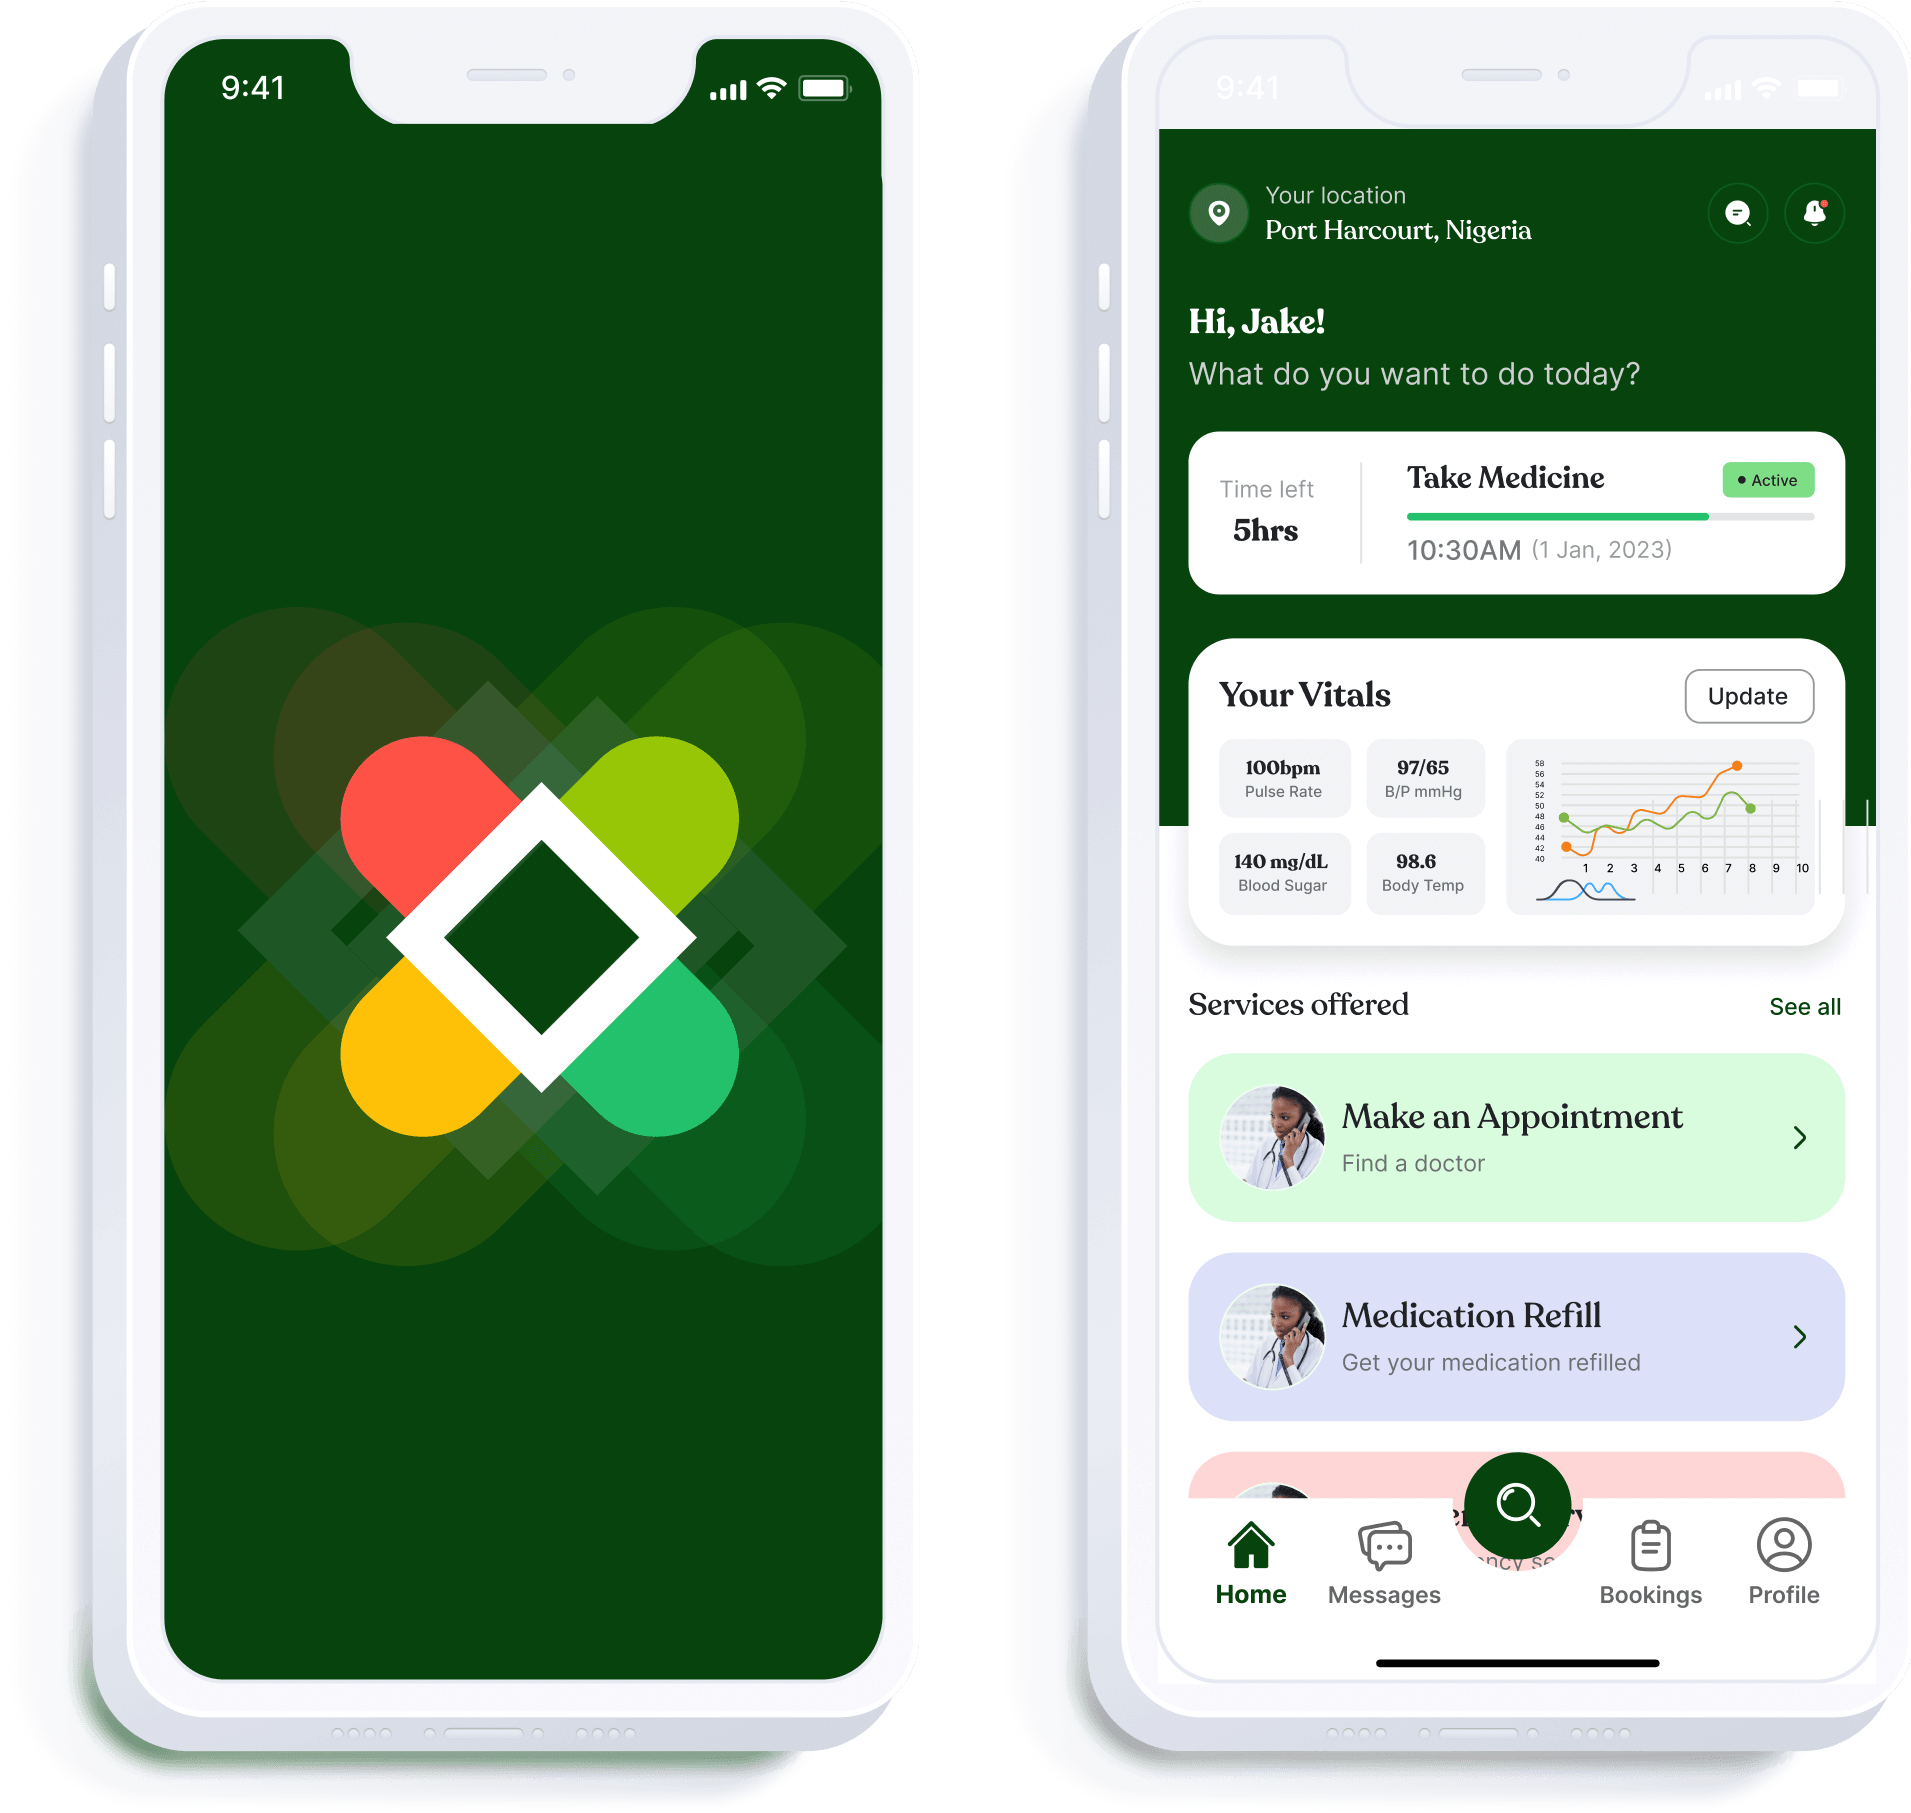 9:41
9:41
Your location
Port Harcourt, Nigeria
Hi, Jake!
What do you want to do today?
Time left
5hrs
Take Medicine
Active
10:30AM (1 Jan, 2023)
Your Vitals
Update
100bpm
Pulse Rate
97/65
B/P mmHg
140 mg/dL
Blood Sugar
98.6
Body Temp
58
56
54
52
50
48
46
44
42
40
1 2 3 4 5 6 7 8 9 10
Services offered
See all
Make an Appointment
Find a doctor
Medication Refill
Get your medication refilled
Home
Messages
Bookings
Profile